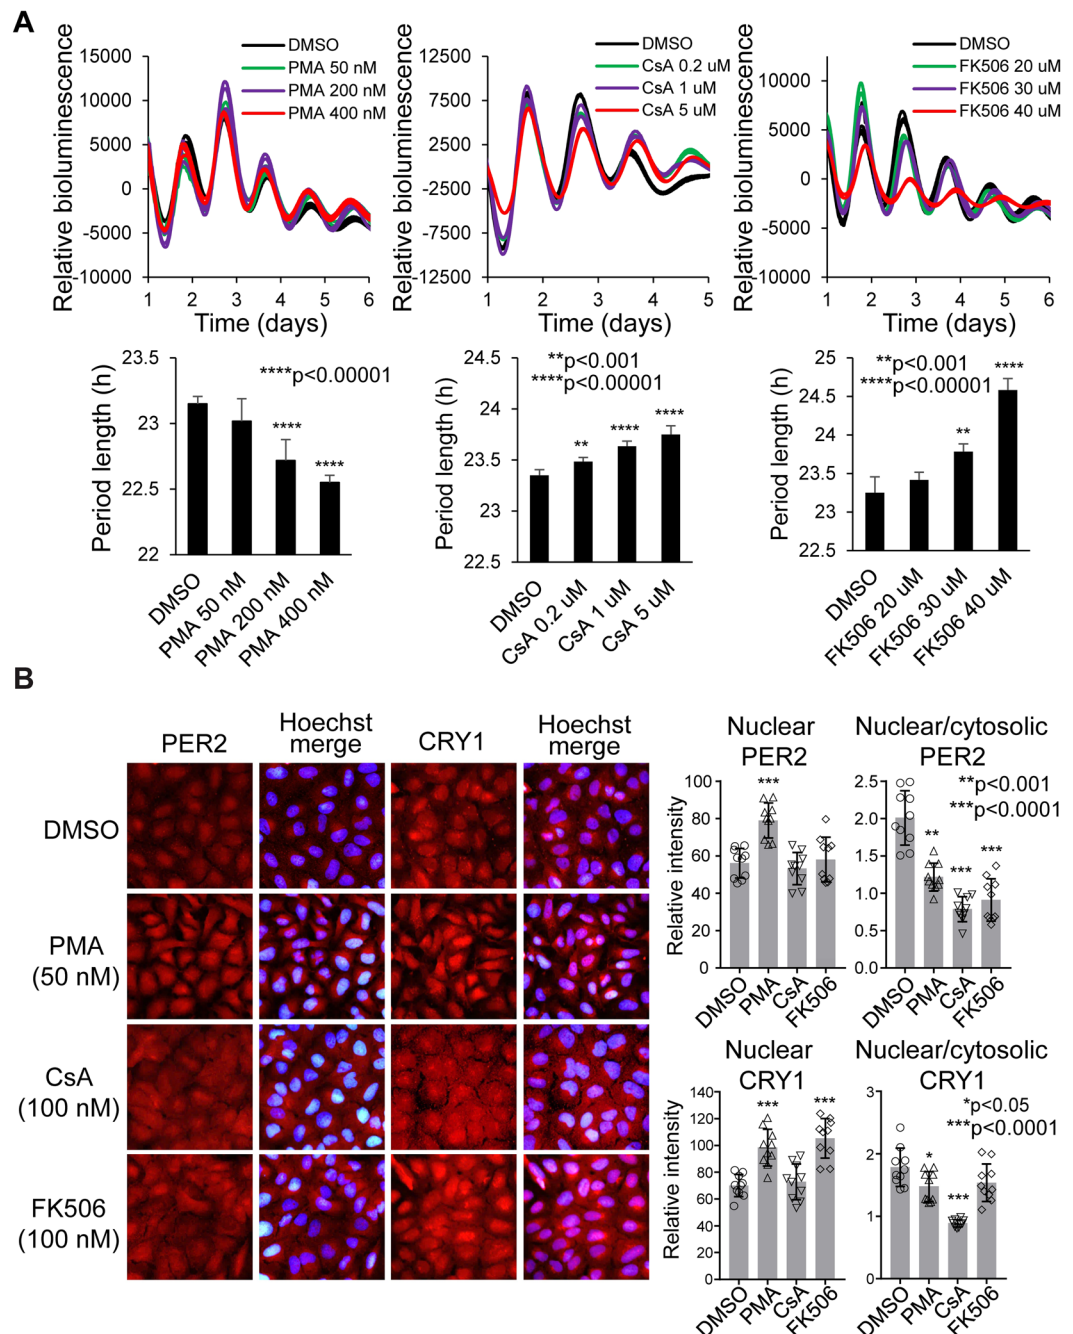 A
Relative bioluminescence
15000
10000
5000
0
-5000
-10000
1 2 3 4 5 6
Time (days)
DMSO
PMA 50 nM
PMA 200 nM
PMA 400 nM
Relative bioluminescence
12500
7500
2500
-2500
-7500
-12500
1 2 3 4 5
Time (days)
DMSO
CsA 0.2 uM
CsA 1 uM
CsA 5 uM
Relative bioluminescence
10000
5000
0
-5000
-10000
1 2 3 4 5 6
Time (days)
DMSO
FK506 20 uM
FK506 30 uM
FK506 40 uM
Period length (h)
23.5
23
22.5
22
****p<0.00001
****
****
DMSO
PMA 50 nM
PMA 200 nM
PMA 400 nM
Period length (h)
24.5
24
23.5
23
22.5
**p<0.001
****p<0.00001
**
****
****
DMSO
CsA 0.2 uM
CsA 1 uM
CsA 5 uM
Period length (h)
25
24.5
24
23.5
23
22.5
**p<0.001
****p<0.00001
**
****
DMSO
FK506 20 uM
FK506 30 uM
FK506 40 uM
B
PER2
Hoechst
merge
CRY1
Hoechst
merge
DMSO
PMA
(50 nM)
CsA
(100 nM)
FK506
(100 nM)
Nuclear
PER2
Relative intensity
100
80
60
40
20
0
***
DMSO
PMA
CsA
FK506
Nuclear/cytosolic
PER2
2.5
2.0
1.5
1.0
0.5
0.0
**p<0.001
***p<0.0001
**
***
***
DMSO
PMA
CsA
FK506
Nuclear
CRY1
Relative intensity
140
120
100
80
60
40
20
0
***
***
DMSO
PMA
CsA
FK506
Nuclear/cytosolic
CRY1
3
2
1
0
*p<0.05
***p<0.0001
*
***
DMSO
PMA
CsA
FK506